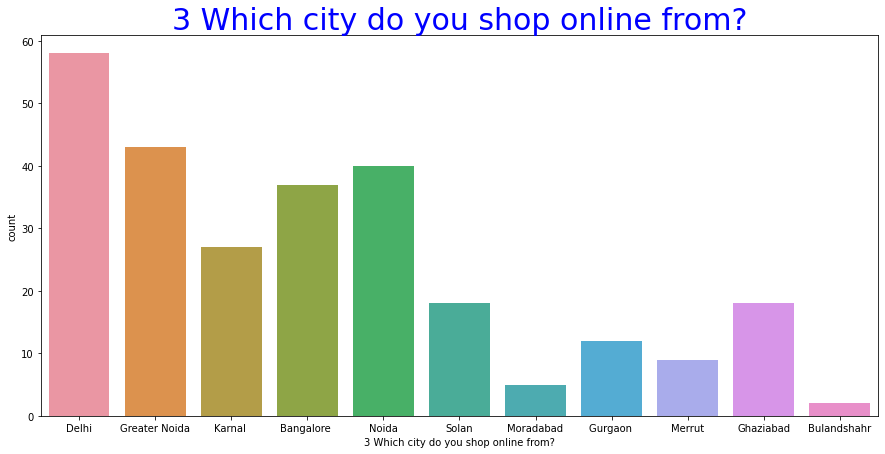 3 Which city do you shop online from?
60
50
40
30
20
10
0
count
Delhi Greater Noida Karnal Bangalore Noida Solan Moradabad Gurgaon Merrut Ghaziabad Bulandshahr
3 Which city do you shop online from?